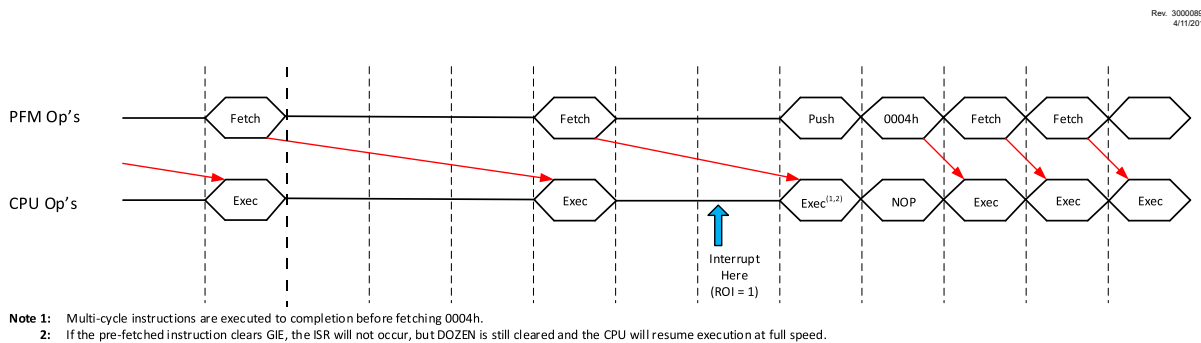 Rev. 3000089
4/11/201
PFM Op's Fetch Fetch Push 0004h Fetch Fetch
CPU Op's Exec Exec Exec(1,2) NOP Exec Exec Exec
Interrupt
Here
(ROI = 1)
Note 1: Multi-cycle instructions are executed to completion before fetching 0004h.
2: If the pre-fetched instruction clears GIE, the ISR will not occur, but DOZEN is still cleared and the CPU will resume execution at full speed.